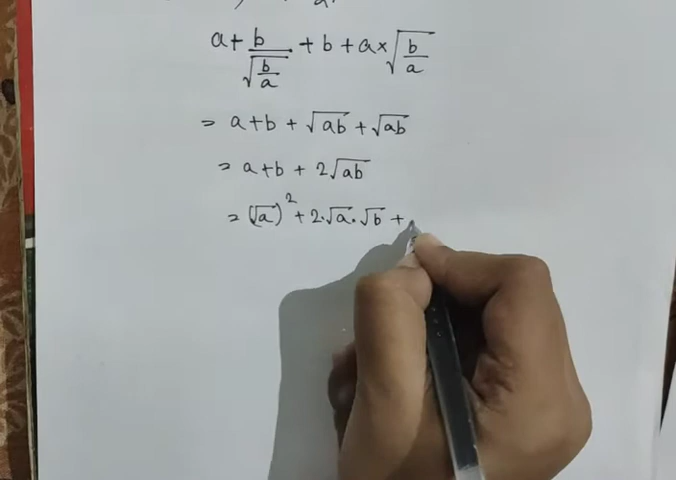 a + b/√(b/a) + b + a × √(b/a)
= a + b + √ab + √ab
= a + b + 2√ab
= (√a)² + 2.√a.√b +